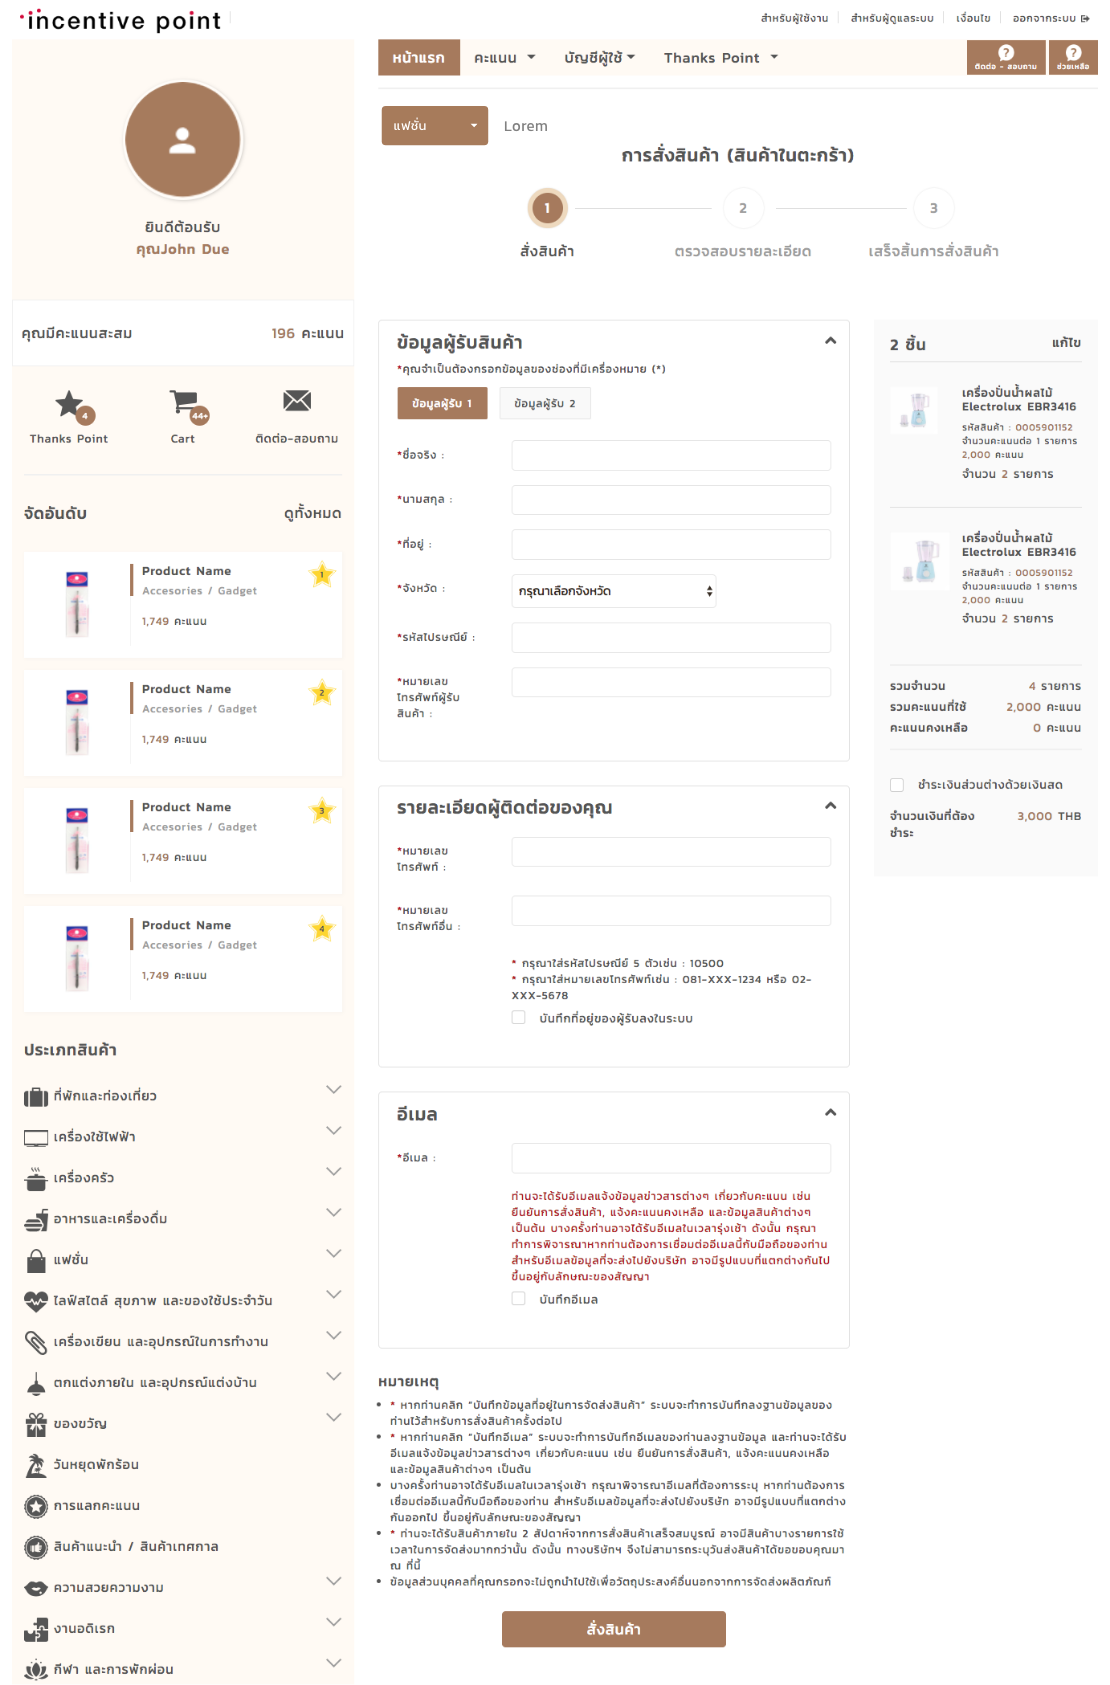 incentive point
สำหรับผู้ใช้งาน
สำหรับผู้ดูแลระบบ
เงื่อนไข
ออกจากระบบ
หน้าแรก
คะแนน
บัญชีผู้ใช้
Thanks Point
ติดต่อ - สอบถาม
ช่วยเหลือ
ยินดีต้อนรับ
คุณJohn Due
คุณมีคะแนนสะสม
196 คะแนน
4
44+
Thanks Point
Cart
ติดต่อ-สอบถาม
จัดอันดับ
ดูทั้งหมด
Product Name
1
Accesories / Gadget
1,749 คะแนน
Product Name
2
Accesories / Gadget
1,749 คะแนน
Product Name
3
Accesories / Gadget
1,749 คะแนน
Product Name
4
Accesories / Gadget
1,749 คะแนน
ประเภทสินค้า
ที่พักและท่องเที่ยว
เครื่องใช้ไฟฟ้า
เครื่องครัว
อาหารและเครื่องดื่ม
แฟชั่น
ไลฟ์สไตล์ สุขภาพ และของใช้ประจำวัน
เครื่องเขียน และอุปกรณ์ในการทำงาน
ตกแต่งภายใน และอุปกรณ์แต่งบ้าน
ของขวัญ
วันหยุดพักร้อน
การแลกคะแนน
สินค้าแนะนำ / สินค้าเทศกาล
ความสวยความงาม
งานอดิเรก
กีฬา และการพักผ่อน
แฟชั่น
Lorem
การสั่งสินค้า (สินค้าในตะกร้า)
1
2
3
สั่งสินค้า
ตรวจสอบรายละเอียด
เสร็จสิ้นการสั่งสินค้า
ข้อมูลผู้รับสินค้า
*คุณจำเป็นต้องกรอกข้อมูลของช่องที่มีเครื่องหมาย (*)
ข้อมูลผู้รับ 1
ข้อมูลผู้รับ 2
*ชื่อจริง :
*นามสกุล :
*ที่อยู่ :
*จังหวัด :
กรุณาเลือกจังหวัด
*รหัสไปรษณีย์ :
*หมายเลข
โทรศัพท์ผู้รับ
สินค้า :
รายละเอียดผู้ติดต่อของคุณ
*หมายเลข
โทรศัพท์ :
*หมายเลข
โทรศัพท์อื่น :
* กรุณาใส่รหัสไปรษณีย์ 5 ตัวเช่น : 10500
* กรุณาใส่หมายเลขโทรศัพท์เช่น : 081-XXX-1234 หรือ 02-
XXX-5678
บันทึกที่อยู่ของผู้รับลงในระบบ
อีเมล
*อีเมล :
ท่านจะได้รับอีเมลแจ้งข้อมูลข่าวสารต่างๆ เกี่ยวกับคะแนน เช่น
ยืนยันการสั่งสินค้า, แจ้งคะแนนคงเหลือ และข้อมูลสินค้าต่างๆ
เป็นต้น บางครั้งท่านอาจได้รับอีเมลในเวลารุ่งเช้า ดังนั้น กรุณา
ทำการพิจารณาหากท่านต้องการเชื่อมต่ออีเมลนี้กับมือถือของท่าน
สำหรับอีเมลข้อมูลที่จะส่งไปยังบริษัท อาจมีรูปแบบที่แตกต่างกันไป
ขึ้นอยู่กับลักษณะของสัญญา
บันทึกอีเมล
หมายเหตุ
• * หากท่านคลิก “บันทึกข้อมูลที่อยู่ในการจัดส่งสินค้า” ระบบจะทำการบันทึกลงฐานข้อมูลของ
ท่านไว้สำหรับการสั่งสินค้าครั้งต่อไป
• * หากท่านคลิก “บันทึกอีเมล” ระบบจะทำการบันทึกอีเมลของท่านลงฐานข้อมูล และท่านจะได้รับ
อีเมลแจ้งข้อมูลข่าวสารต่างๆ เกี่ยวกับคะแนน เช่น ยืนยันการสั่งสินค้า, แจ้งคะแนนคงเหลือ
และข้อมูลสินค้าต่างๆ เป็นต้น
• บางครั้งท่านอาจได้รับอีเมลในเวลารุ่งเช้า กรุณาพิจารณาอีเมลที่ต้องการระบุ หากท่านต้องการ
เชื่อมต่ออีเมลนี้กับมือถือของท่าน สำหรับอีเมลข้อมูลที่จะส่งไปยังบริษัท อาจมีรูปแบบที่แตกต่าง
กันออกไป ขึ้นอยู่กับลักษณะของสัญญา
• * ท่านจะได้รับสินค้าภายใน 2 สัปดาห์จากการสั่งสินค้าเสร็จสมบูรณ์ อาจมีสินค้าบางรายการใช้
เวลาในการจัดส่งมากกว่านั้น ดังนั้น ทางบริษัทฯ จึงไม่สามารถระบุวันส่งสินค้าได้ขอขอบคุณมา
ณ ที่นี้
• ข้อมูลส่วนบุคคลที่คุณกรอกจะไม่ถูกนำไปใช้เพื่อวัตถุประสงค์อื่นนอกจากการจัดส่งผลิตภัณฑ์
สั่งสินค้า
2 ชิ้น
แก้ไข
เครื่องปั่นน้ำผลไม้
Electrolux EBR3416
รหัสสินค้า : 0005901152
จำนวนคะแนนต่อ 1 รายการ
2,000 คะแนน
จำนวน 2 รายการ
เครื่องปั่นน้ำผลไม้
Electrolux EBR3416
รหัสสินค้า : 0005901152
จำนวนคะแนนต่อ 1 รายการ
2,000 คะแนน
จำนวน 2 รายการ
รวมจำนวน
4 รายการ
รวมคะแนนที่ใช้
2,000 คะแนน
คะแนนคงเหลือ
0 คะแนน
ชำระเงินส่วนต่างด้วยเงินสด
จำนวนเงินที่ต้อง
ชำระ
3,000 THB